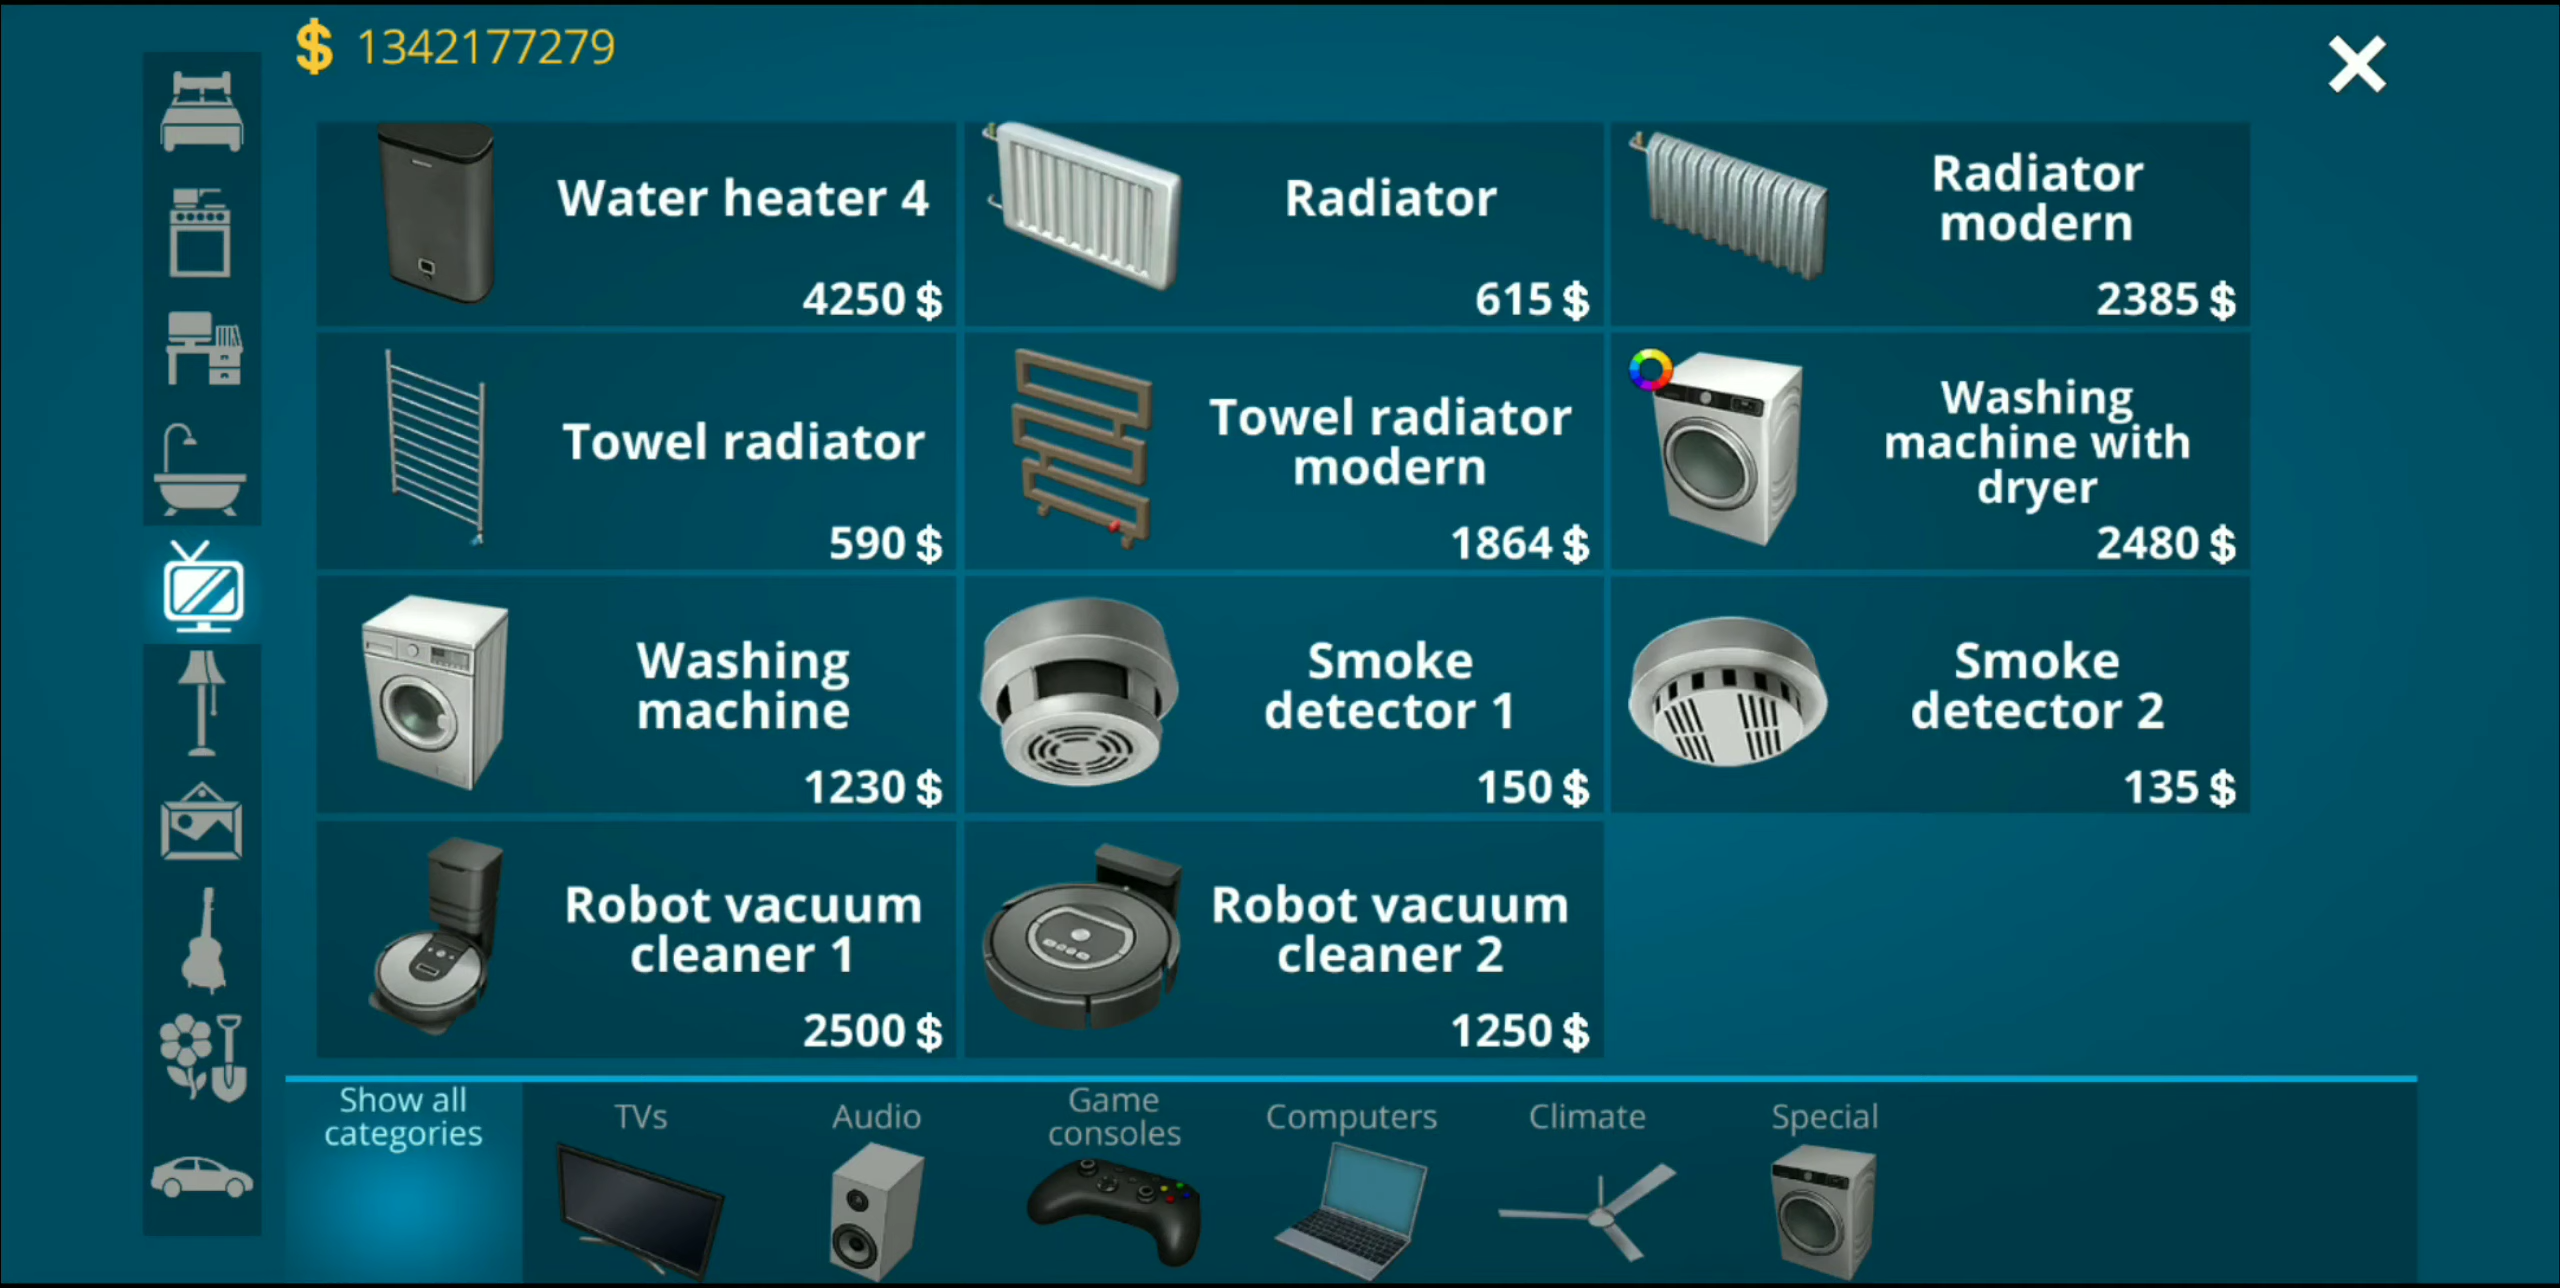 $ 1342177279
Water heater 4
4250 $
Radiator
615 $
Radiator
modern
2385 $
Towel radiator
590 $
Towel radiator
modern
1864 $
Washing
machine with
dryer
2480 $
Washing
machine
1230 $
Smoke
detector 1
150 $
Smoke
detector 2
135 $
Robot vacuum
cleaner 1
2500 $
Robot vacuum
cleaner 2
1250 $
Show all
categories
TVs
Audio
Game
consoles
Computers
Climate
Special